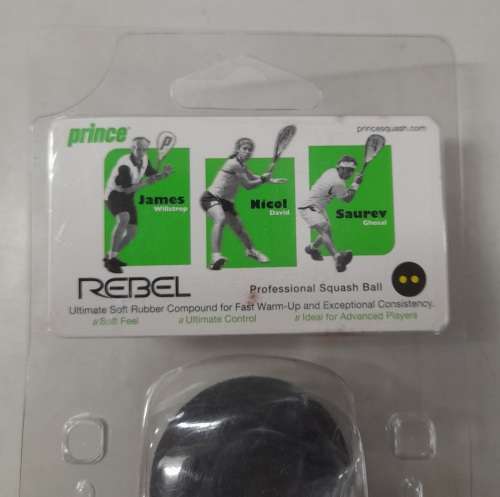 prince
princesquash.com
James
Willstrop
Nicol
David
Saurev
Ghosal
REBEL
Professional Squash Ball
Ultimate Soft Rubber Compound for Fast Warm-Up and Exceptional Consistency.
# Soft Feel # Ultimate Control # Ideal for Advanced Players